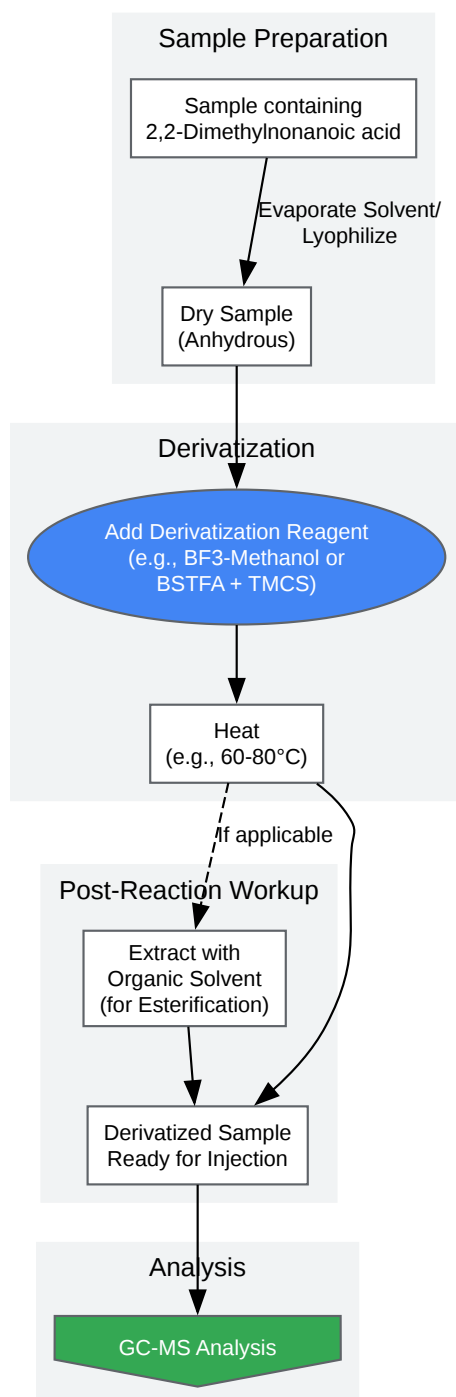 Sample Preparation
Sample containing
2,2-Dimethylnonanoic acid
Evaporate Solvent/
Lyophilize
Dry Sample
(Anhydrous)
Derivatization
Add Derivatization Reagent
(e.g., BF3-Methanol or
BSTFA + TMCS)
Heat
(e.g., 60-80°C)
If applicable
Post-Reaction Workup
Extract with
Organic Solvent
(for Esterification)
Derivatized Sample
Ready for Injection
Analysis
GC-MS Analysis